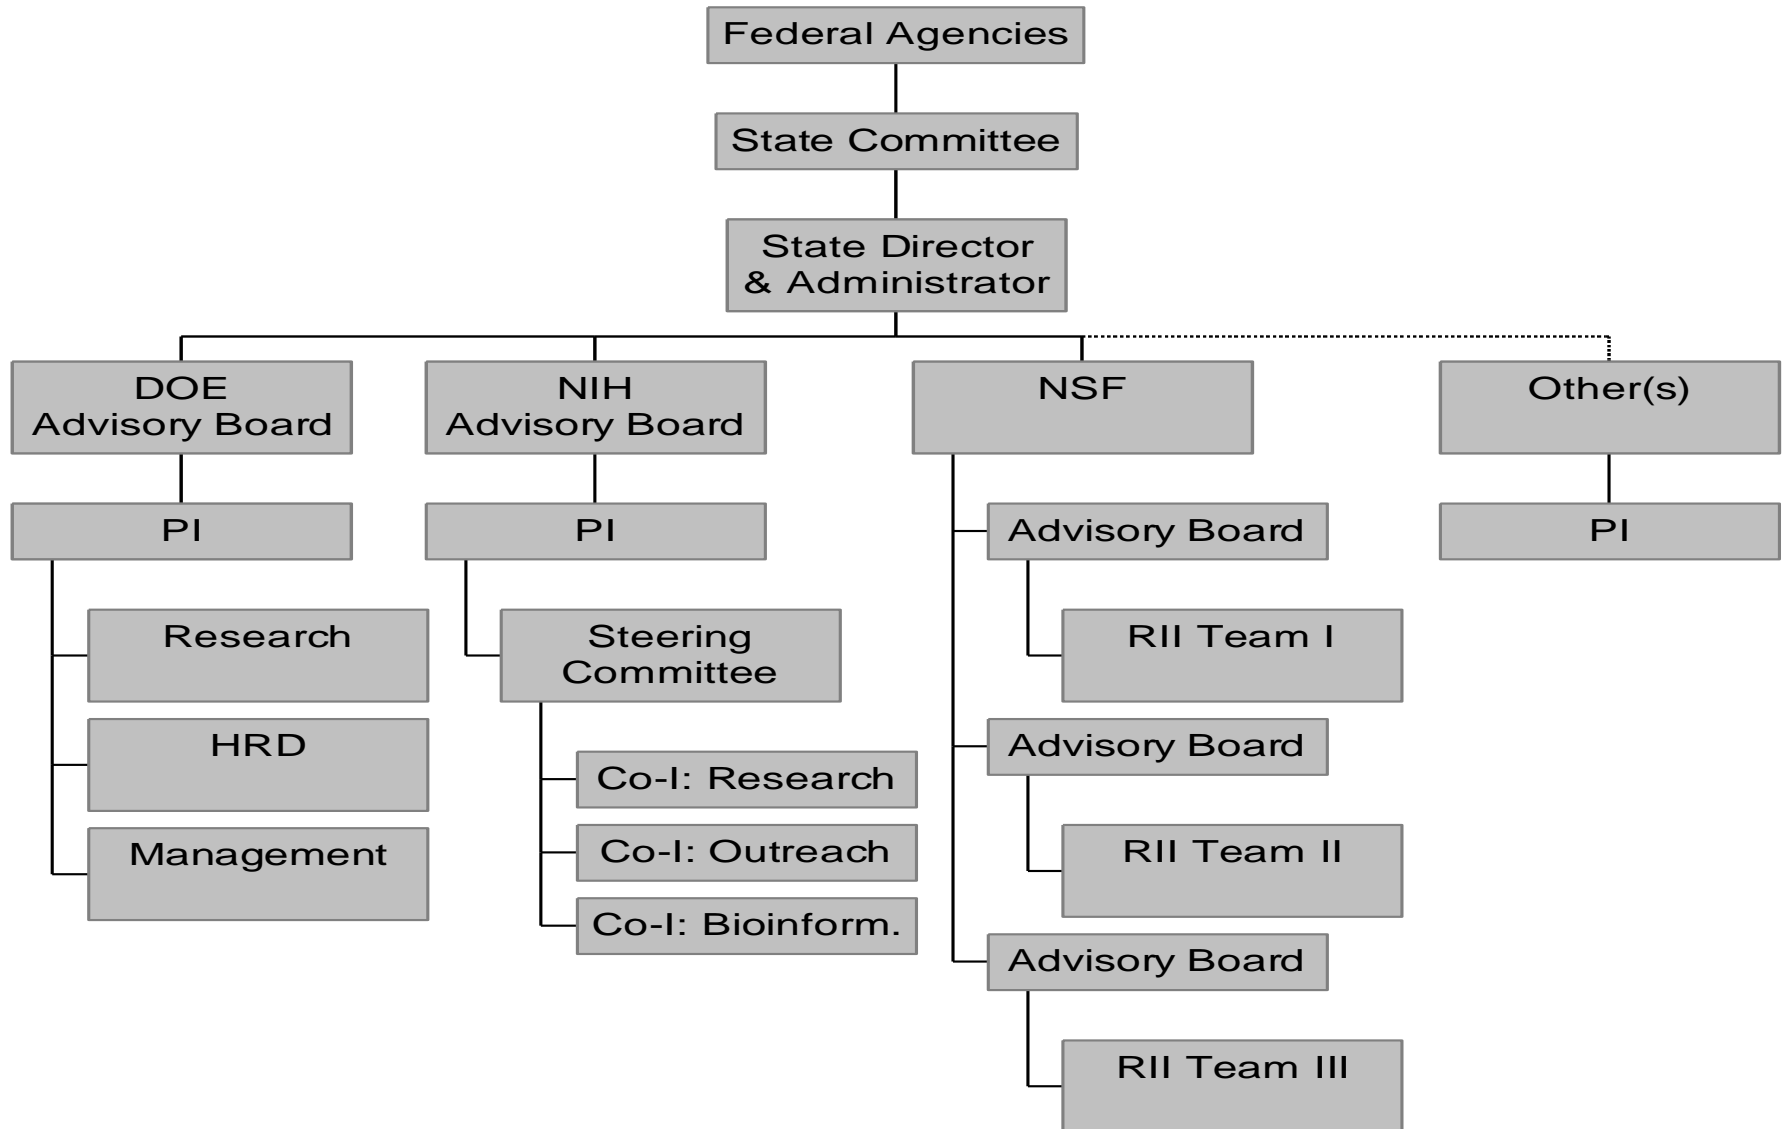 Federal Agencies
State Committee
State Director
& Administrator
DOE
Advisory Board
NIH
Advisory Board
NSF
Other(s)
PI
PI
Advisory Board
PI
Research
Steering
Committee
RII Team I
HRD
Advisory Board
Co-I: Research
Management
Co-I: Outreach
RII Team II
Co-I: Bioinform.
Advisory Board
RII Team III